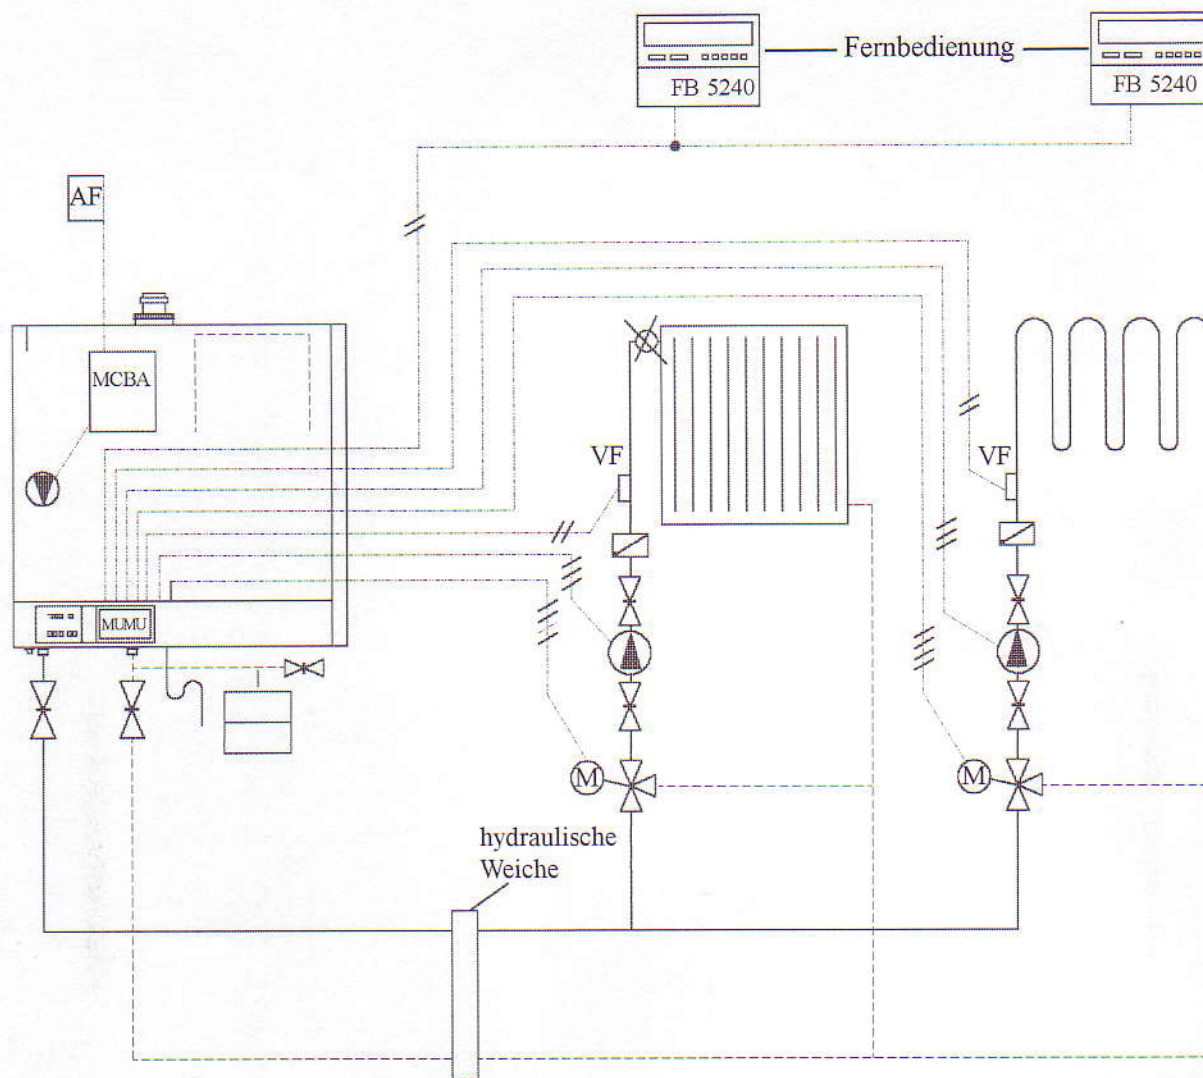 Fernbedienung
FB 5240
FB 5240
AF
MCBA
VF
VF
MUMU
M
M
hydraulische
Weiche